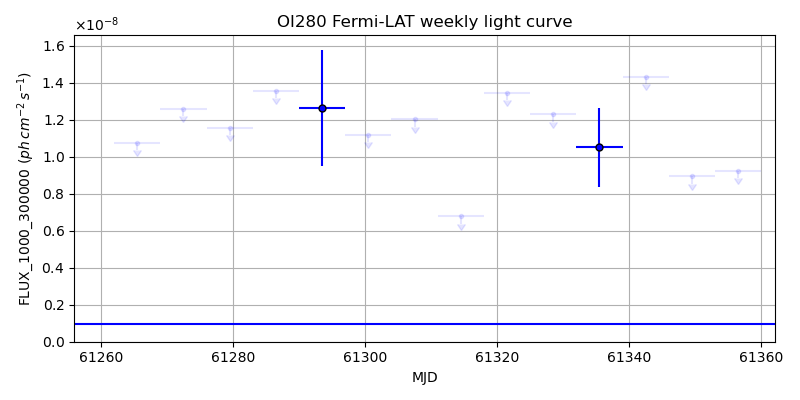 OI280 Fermi-LAT weekly light curve
×10⁻⁸
1.6
1.4
1.2
1.0
0.8
0.6
0.4
0.2
0.0
FLUX_1000_300000 (ph cm⁻² s⁻¹)
61260 61280 61300 61320 61340 61360
MJD